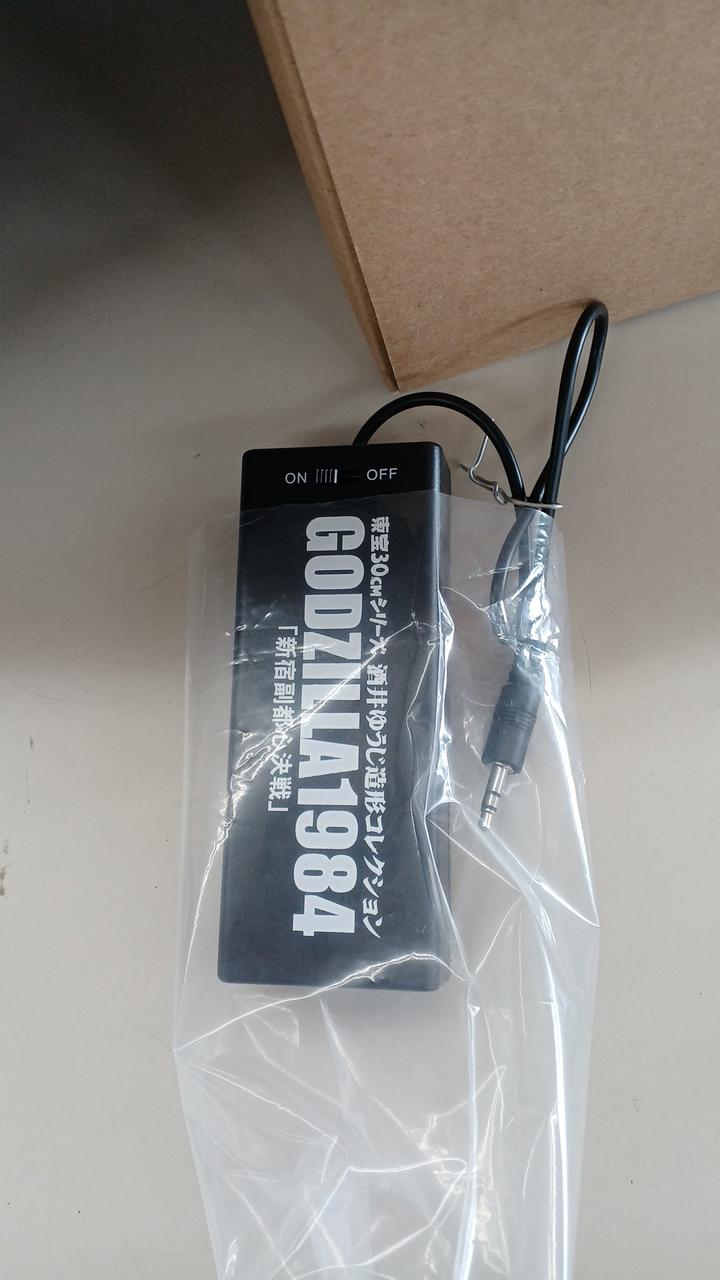 ON OFF
東宝30cmシリーズ 酒井ゆうじ造形コレクション
GODZILLA1984
「新宿副都心決戦」